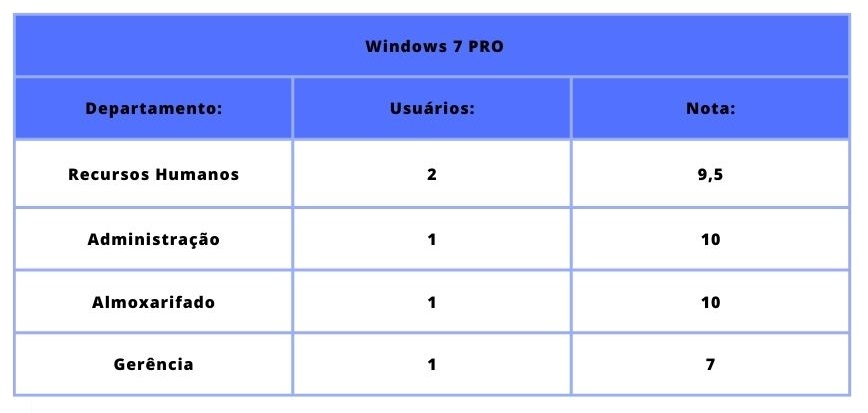 Windows 7 PRO
Departamento: Usuários: Nota:
Recursos Humanos 2 9,5
Administração 1 10
Almoxarifado 1 10
Gerência 1 7